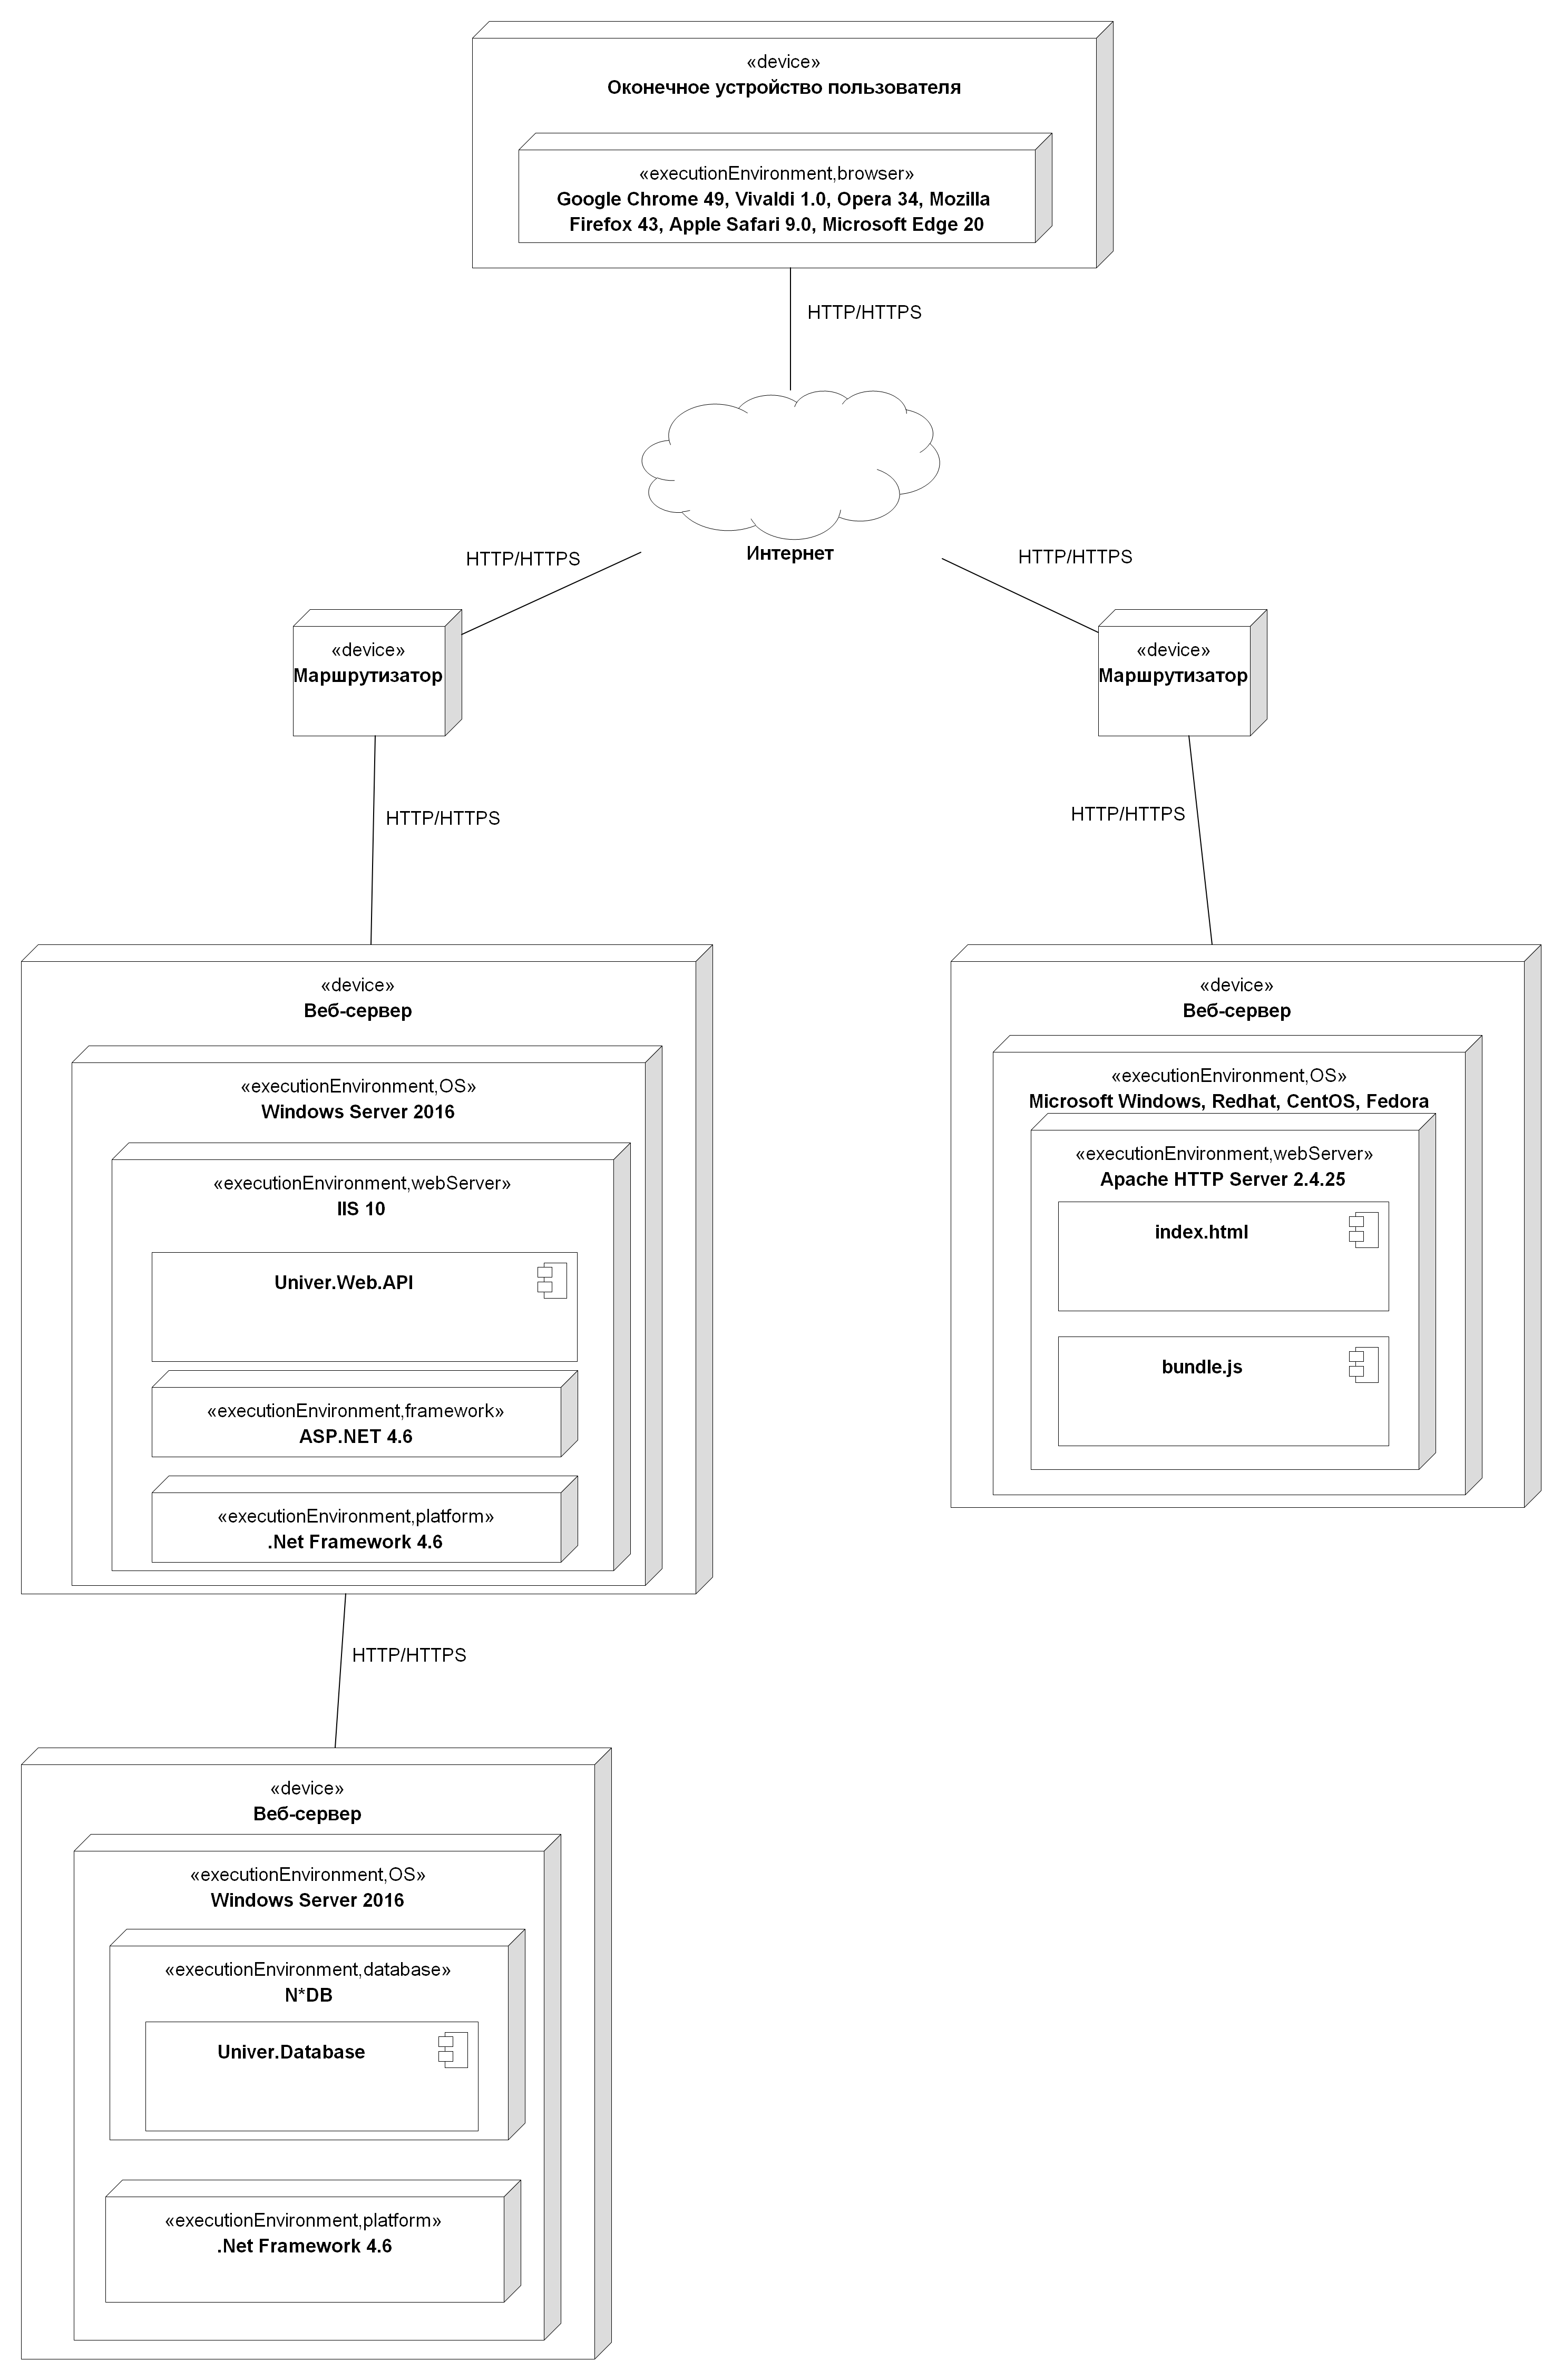 «device»
Оконечное устройство пользователя
«executionEnvironment,browser»
Google Chrome 49, Vivaldi 1.0, Opera 34, Mozilla
Firefox 43, Apple Safari 9.0, Microsoft Edge 20
HTTP/HTTPS
Интернет
HTTP/HTTPS
HTTP/HTTPS
«device»
Маршрутизатор
«device»
Маршрутизатор
HTTP/HTTPS
HTTP/HTTPS
«device»
Веб-сервер
«executionEnvironment,OS»
Windows Server 2016
«executionEnvironment,webServer»
IIS 10
Univer.Web.API
«executionEnvironment,framework»
ASP.NET 4.6
«executionEnvironment,platform»
.Net Framework 4.6
«device»
Веб-сервер
«executionEnvironment,OS»
Microsoft Windows, Redhat, CentOS, Fedora
«executionEnvironment,webServer»
Apache HTTP Server 2.4.25
index.html
bundle.js
HTTP/HTTPS
«device»
Веб-сервер
«executionEnvironment,OS»
Windows Server 2016
«executionEnvironment,database»
N*DB
Univer.Database
«executionEnvironment,platform»
.Net Framework 4.6